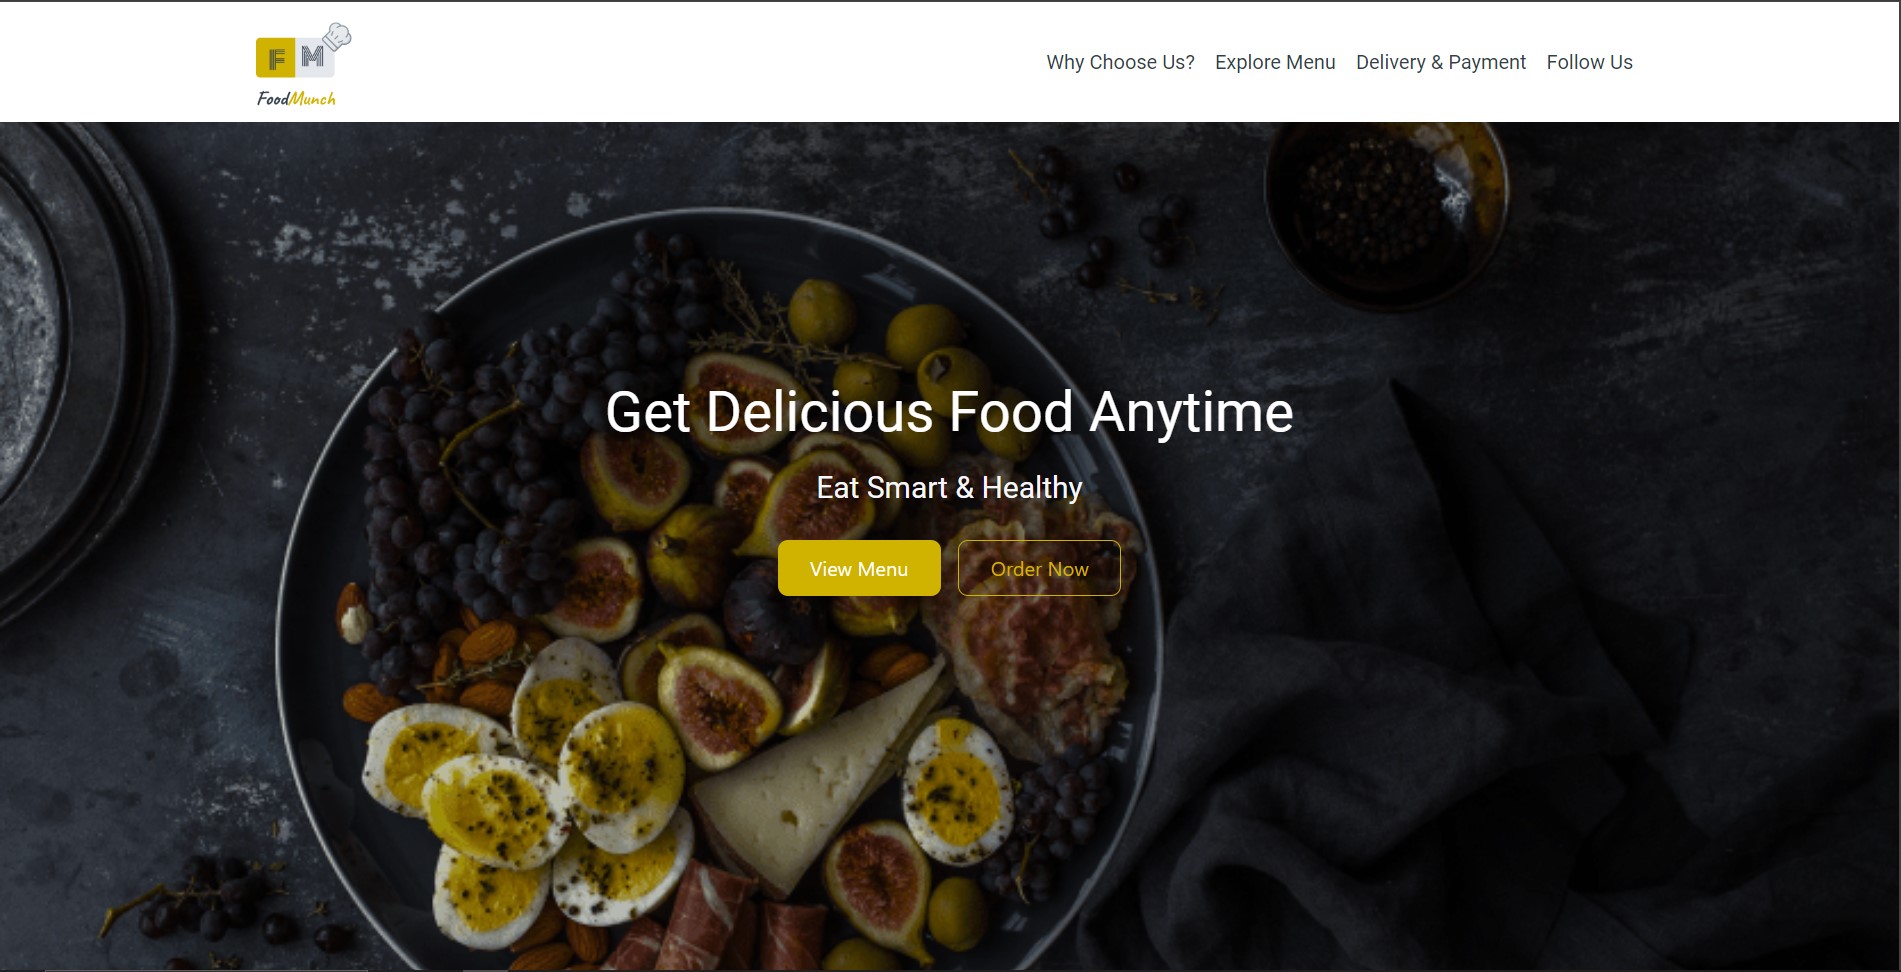 F M
FoodMunch
Why Choose Us? Explore Menu Delivery & Payment Follow Us
Get Delicious Food Anytime
Eat Smart & Healthy
View Menu Order Now